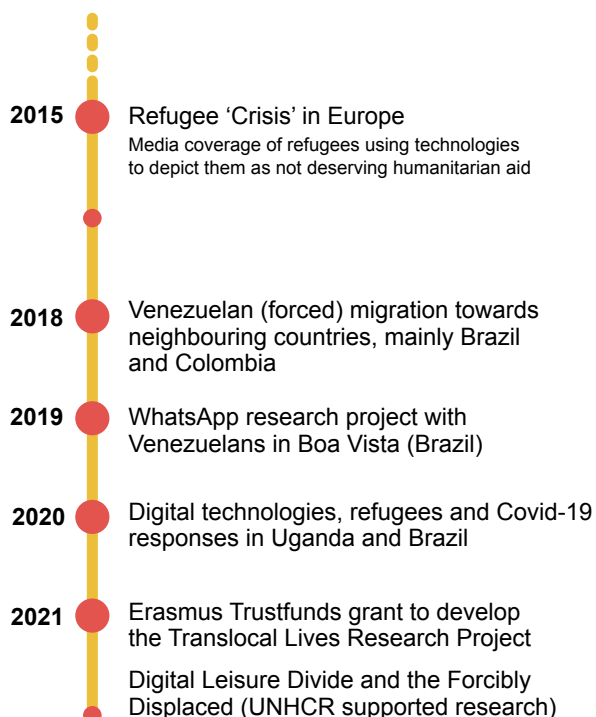 2015
Refugee ‘Crisis’ in Europe
Media coverage of refugees using technologies
to depict them as not deserving humanitarian aid
2018
Venezuelan (forced) migration towards
neighbouring countries, mainly Brazil
and Colombia
2019
WhatsApp research project with
Venezuelans in Boa Vista (Brazil)
2020
Digital technologies, refugees and Covid-19
responses in Uganda and Brazil
2021
Erasmus Trustfunds grant to develop
the Translocal Lives Research Project
Digital Leisure Divide and the Forcibly
Displaced (UNHCR supported research)